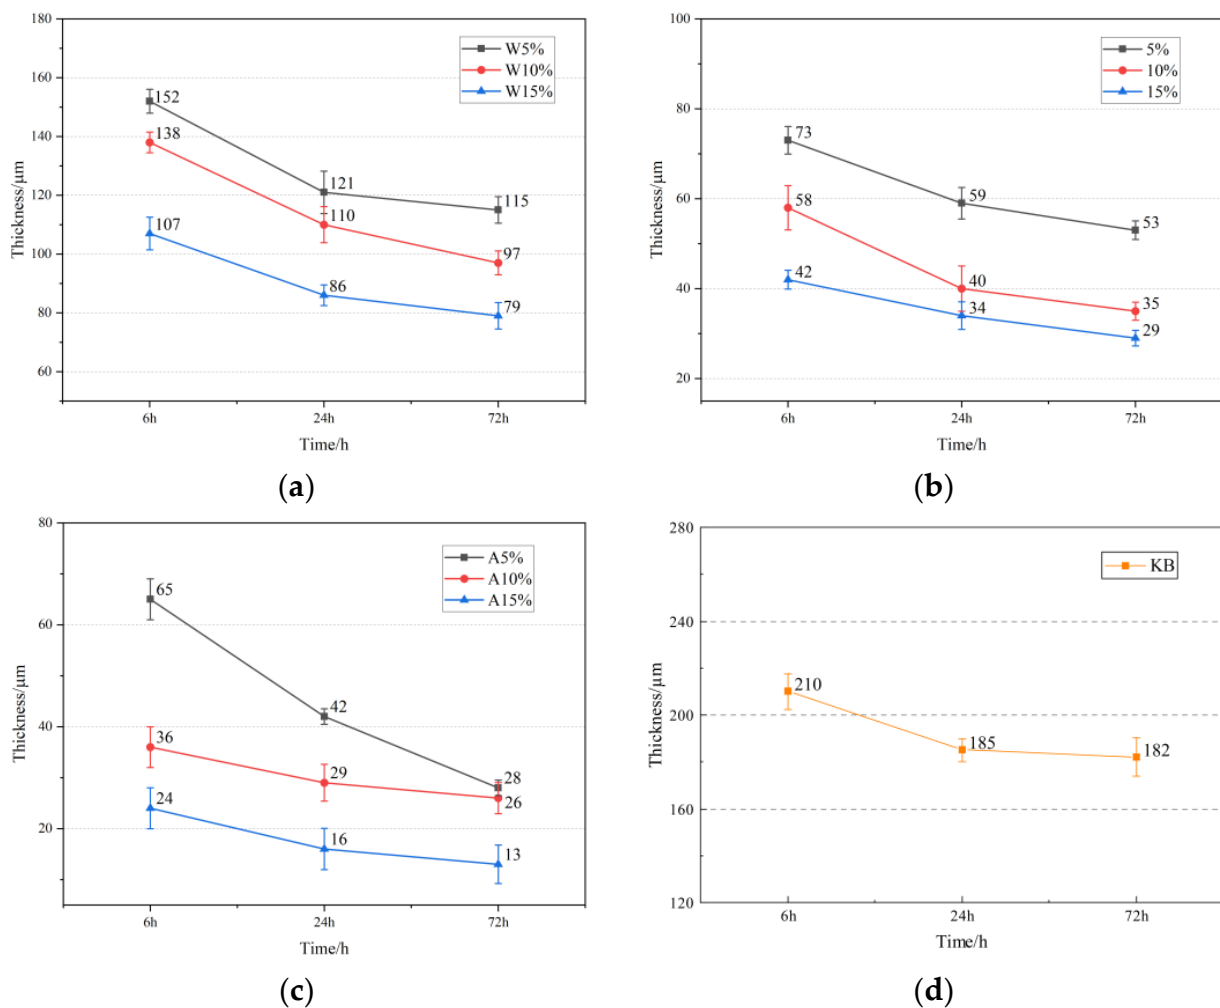 180
160
140
120
100
80
60
Thickness/μm
W5%
W10%
W15%
152
138
121
115
110
107
97
86
79
6h
24h
72h
Time/h
(a)
100
80
60
40
20
Thickness/μm
5%
10%
15%
73
59
58
53
42
40
35
34
29
6h
24h
72h
Time/h
(b)
80
60
40
20
Thickness/μm
A5%
A10%
A15%
65
42
36
29
28
26
24
16
13
6h
24h
72h
Time/h
(c)
280
240
200
160
120
Thickness/μm
KB
210
185
182
6h
24h
72h
Time/h
(d)